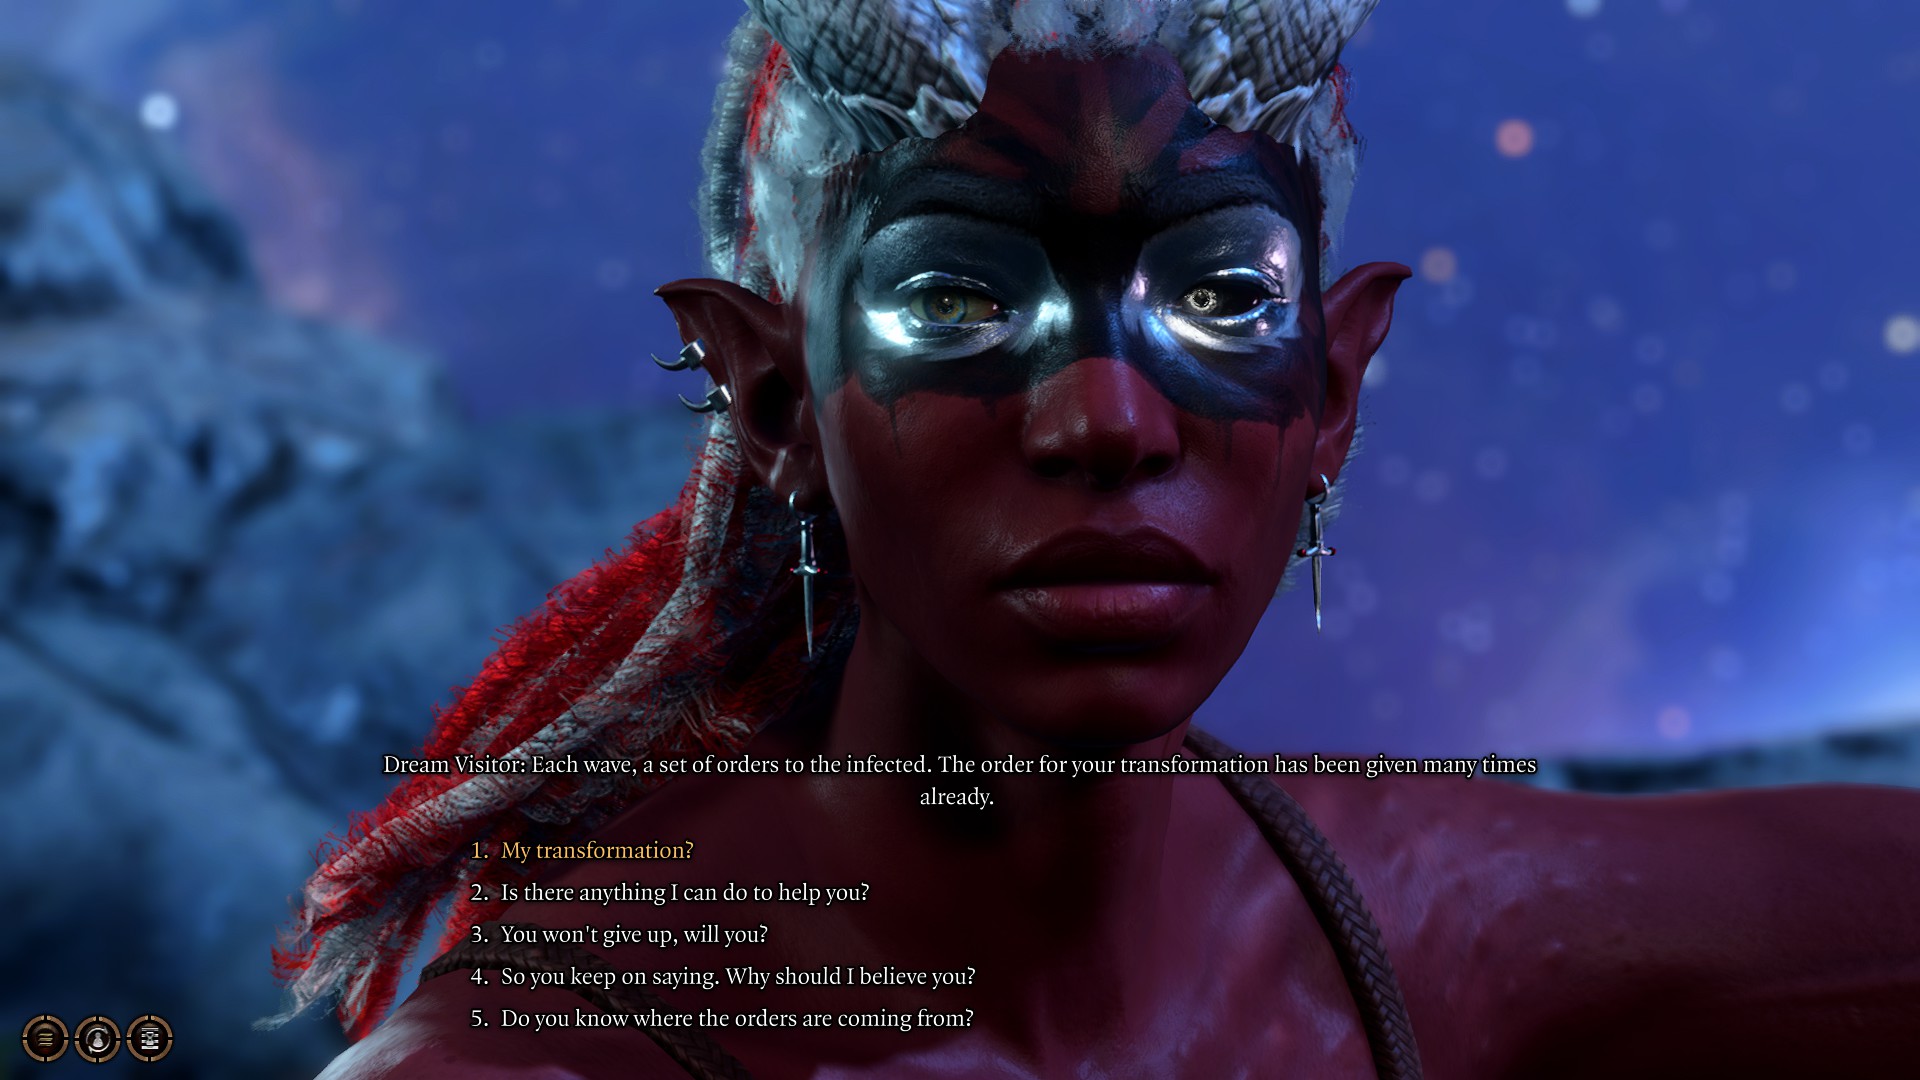 Dream Visitor: Each wave, a set of orders to the infected. The order for your transformation has been given many times
already.
1. My transformation?
2. Is there anything I can do to help you?
3. You won't give up, will you?
4. So you keep on saying. Why should I believe you?
5. Do you know where the orders are coming from?